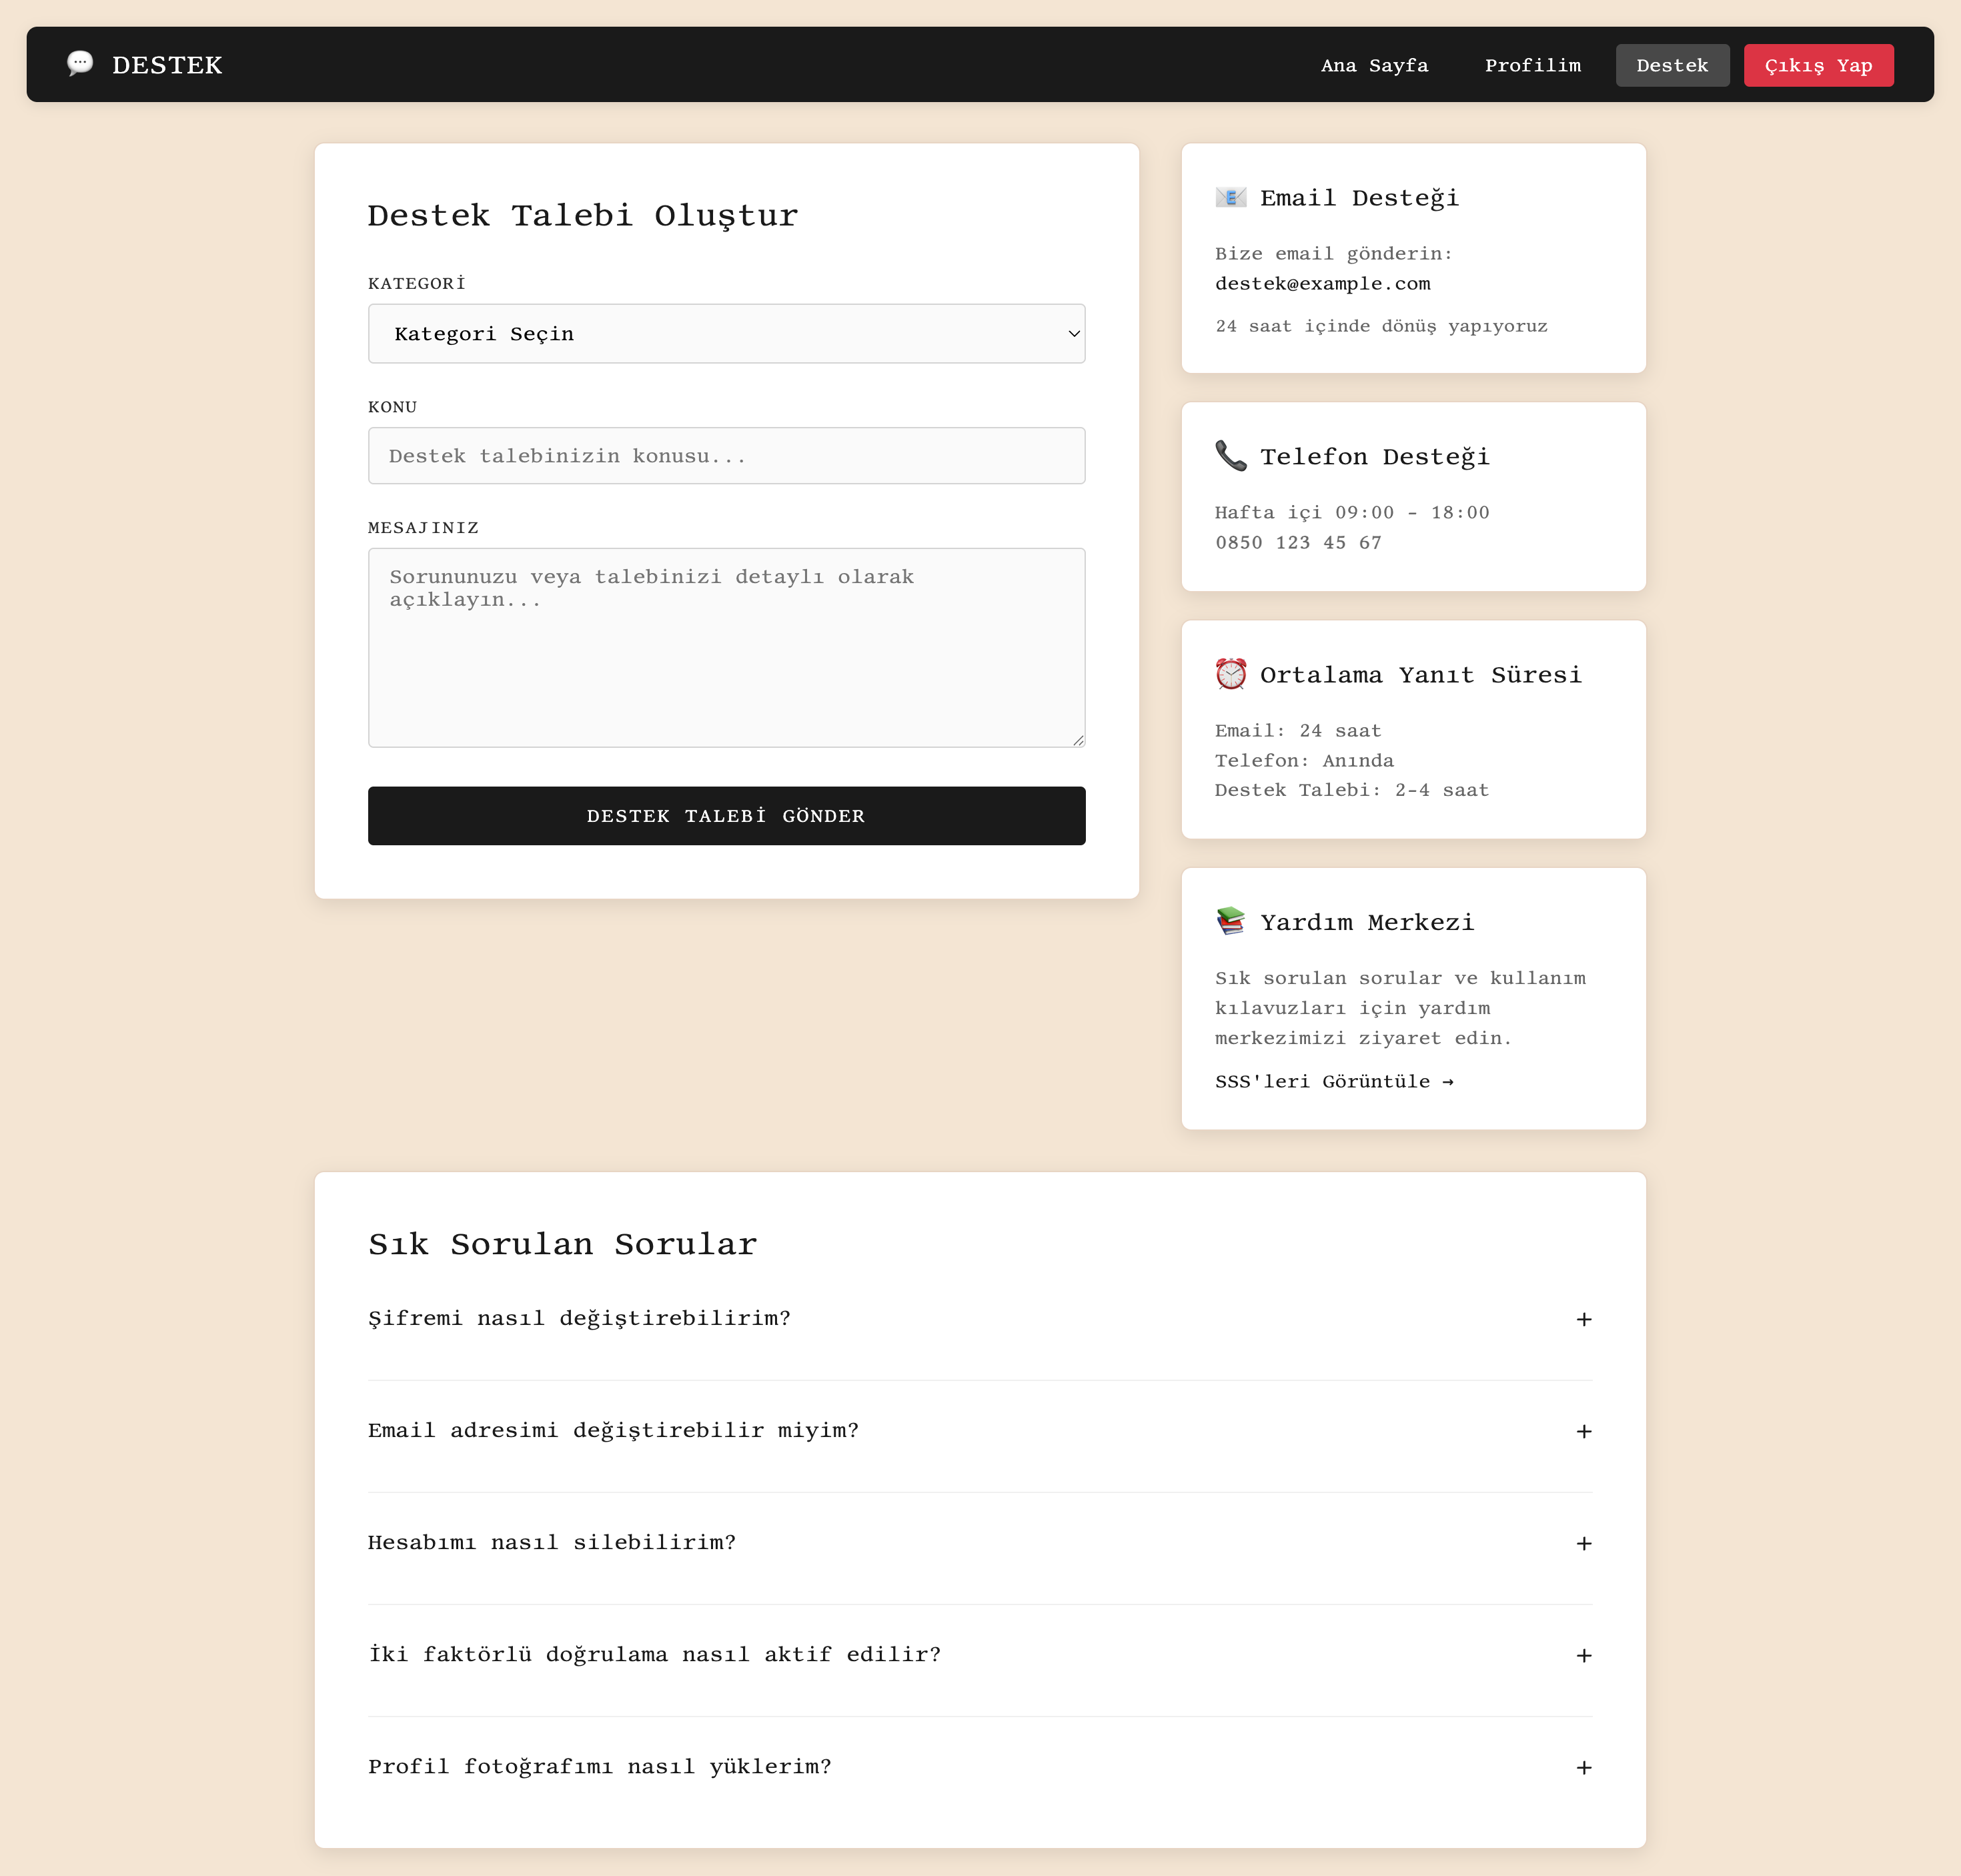 DESTEK
Ana Sayfa
Profilim
Destek
Çıkış Yap
Destek Talebi Oluştur
KATEGORİ
Kategori Seçin
KONU
Destek talebinizin konusu...
MESAJINIZ
Sorununuzu veya talebinizi detaylı olarak
açıklayın...
DESTEK TALEBİ GÖNDER
Email Desteği
Bize email gönderin:
destek@example.com
24 saat içinde dönüş yapıyoruz
Telefon Desteği
Hafta içi 09:00 - 18:00
0850 123 45 67
Ortalama Yanıt Süresi
Email: 24 saat
Telefon: Anında
Destek Talebi: 2-4 saat
Yardım Merkezi
Sık sorulan sorular ve kullanım
kılavuzları için yardım
merkezimizi ziyaret edin.
SSS'leri Görüntüle →
Sık Sorulan Sorular
Şifremi nasıl değiştirebilirim?
+
Email adresimi değiştirebilir miyim?
+
Hesabımı nasıl silebilirim?
+
İki faktörlü doğrulama nasıl aktif edilir?
+
Profil fotoğrafımı nasıl yüklerim?
+